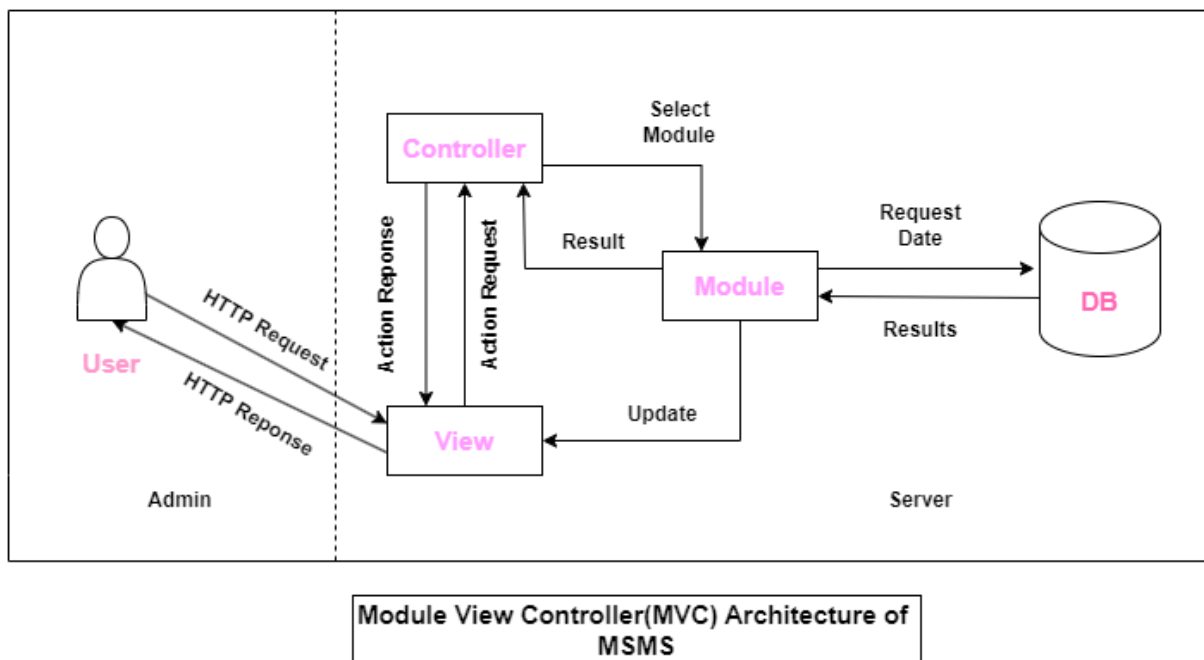 Select
Module
Controller
Request
Date
Action Reponse
Action Request
Result
Module
DB
HTTP Request
Results
User
HTTP Reponse
Update
View
Admin
Server
Module View Controller(MVC) Architecture of
MSMS